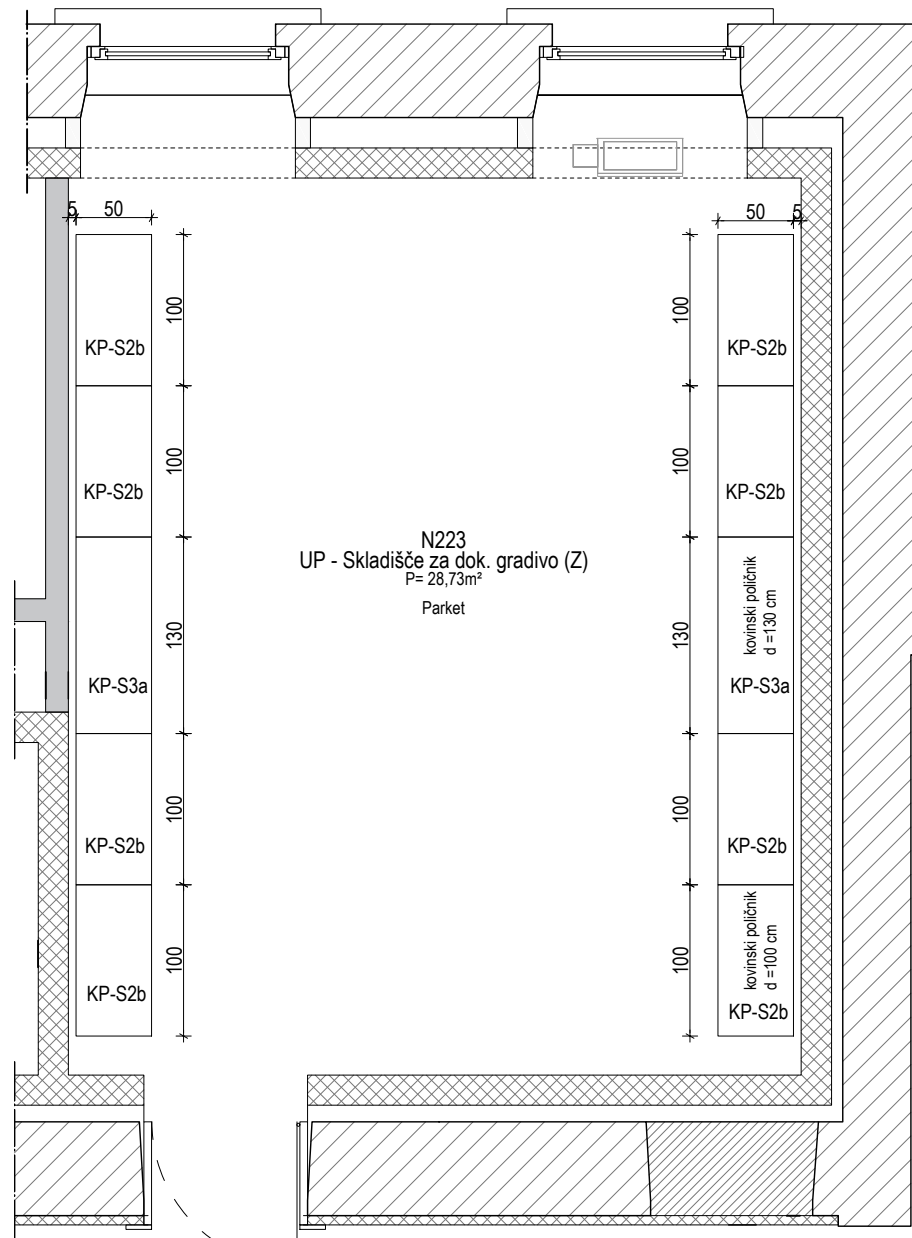 5 50
50 5
100
100
KP-S2b
KP-S2b
100
100
KP-S2b
KP-S2b
N223
UP - Skladišče za dok. gradivo (Z)
P= 28,73m²
Parket
130
130
kovinski poličnik
d =130 cm
KP-S3a
KP-S3a
100
100
KP-S2b
KP-S2b
100
100
kovinski poličnik
d =100 cm
KP-S2b
KP-S2b